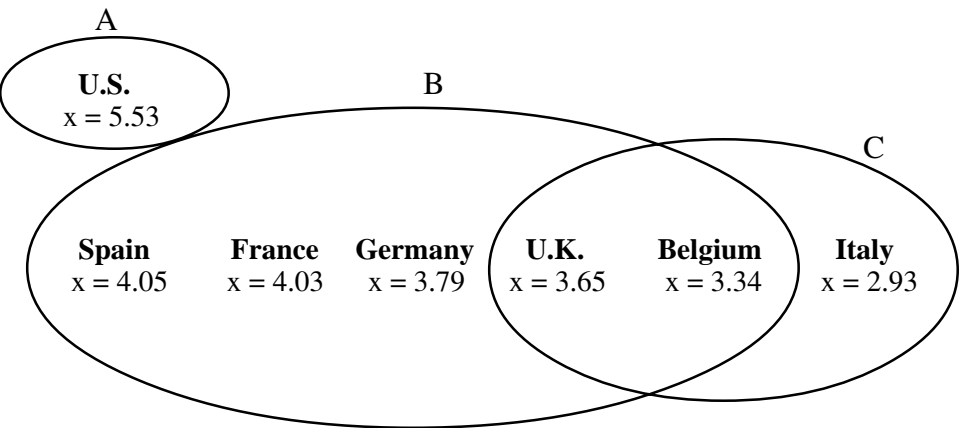 A
U.S.
x = 5.53
B
C
Spain France Germany U.K. Belgium Italy
x = 4.05 x = 4.03 x = 3.79 x = 3.65 x = 3.34 x = 2.93